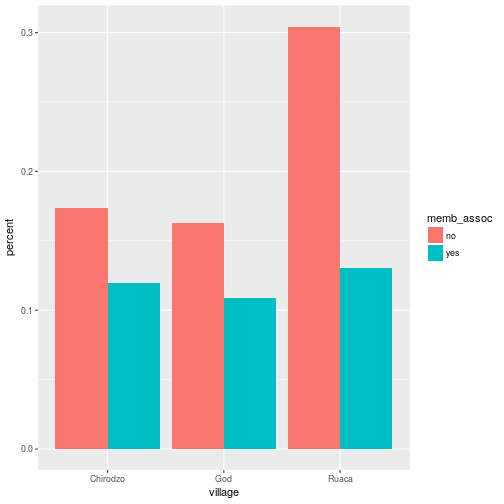 0.3
0.2
0.1
0.0
percent
Chirodzo God Ruaca
village
memb_assoc
no
yes